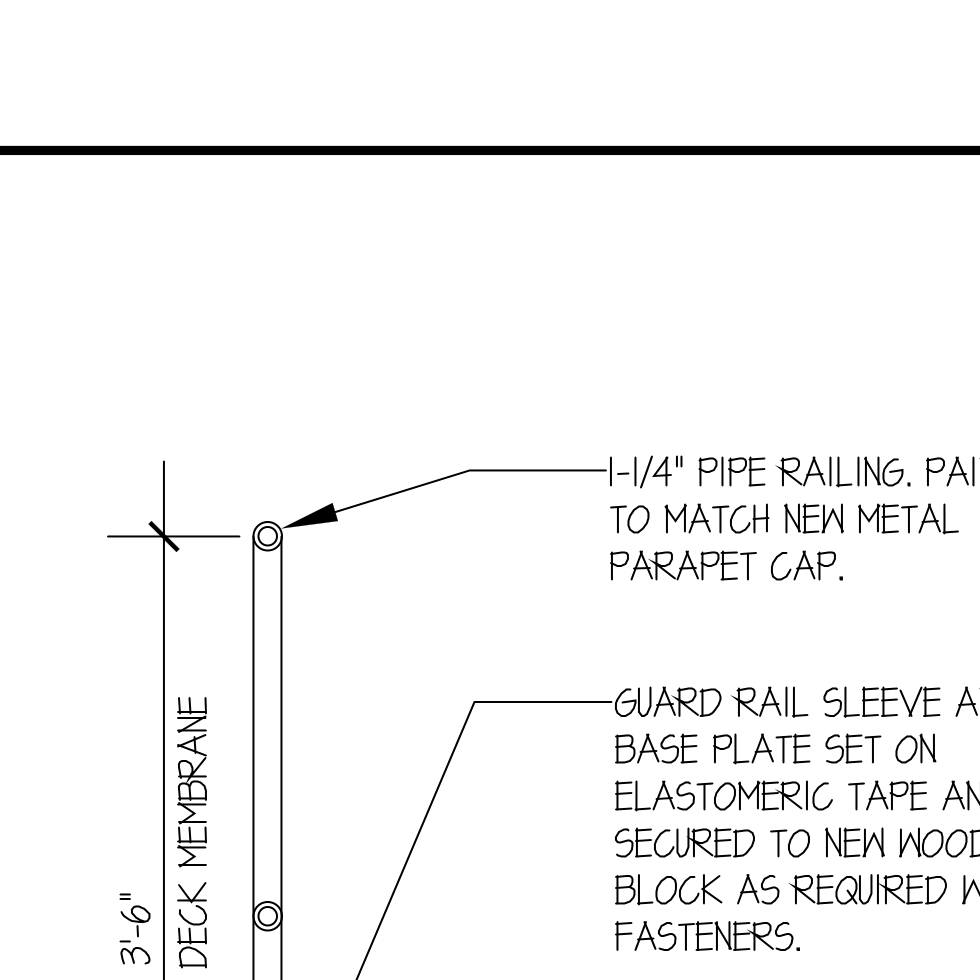 1-1/4" PIPE RAILING. PAI
TO MATCH NEW METAL
PARAPET CAP.
GUARD RAIL SLEEVE A
BASE PLATE SET ON
ELASTOMERIC TAPE AN
SECURED TO NEW WOOD
BLOCK AS REQUIRED W
FASTENERS.
3'-6"
DECK MEMBRANE